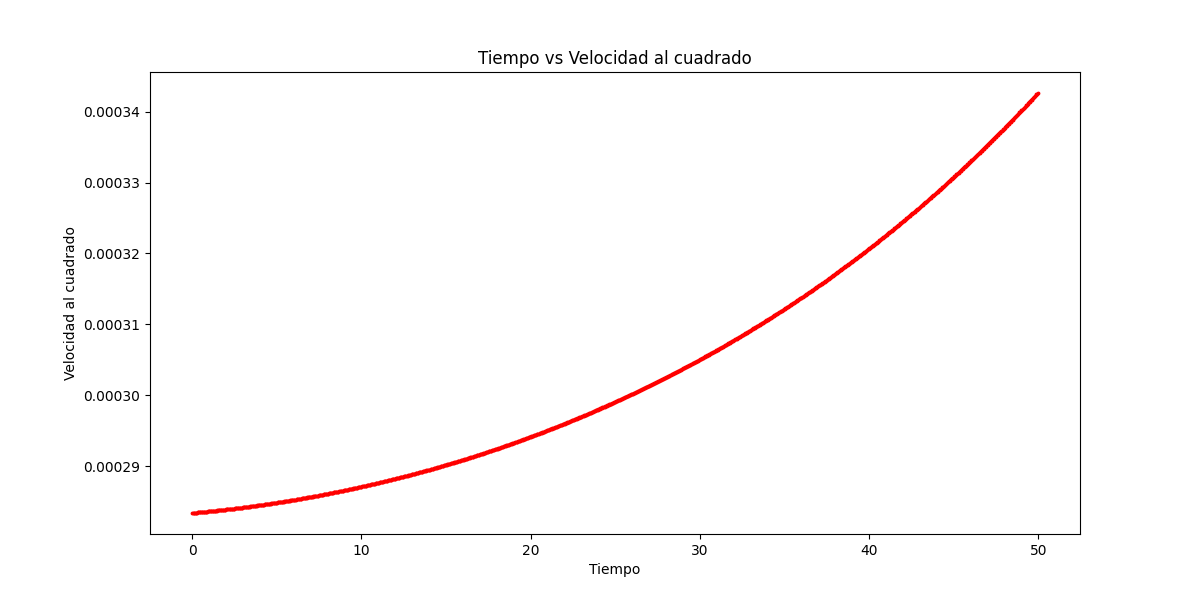 Tiempo vs Velocidad al cuadrado
Velocidad al cuadrado
0.00034
0.00033
0.00032
0.00031
0.00030
0.00029
0 10 20 30 40 50
Tiempo